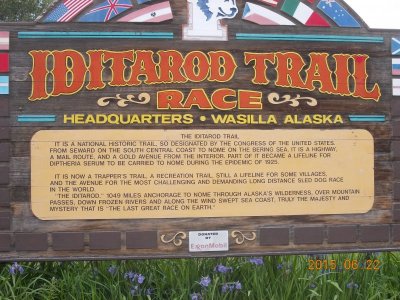 IDITAROD TRAIL
RACE
HEADQUARTERS • WASILLA ALASKA
THE IDITAROD TRAIL
IT IS A NATIONAL HISTORIC TRAIL, SO DESIGNATED BY THE CONGRESS OF THE UNITED STATES.
FROM SEWARD ON THE SOUTH CENTRAL COAST TO NOME ON THE BERING SEA, IT IS A HIGHWAY,
A MAIL ROUTE, AND A GOLD AVENUE FROM THE INTERIOR. PART OF IT BECAME A LIFELINE FOR
DIPTHERIA SERUM TO BE CARRIED TO NOME DURING THE EPIDEMIC OF 1925.
IT IS NOW A TRAPPER'S TRAIL, A RECREATION TRAIL, STILL A LIFELINE FOR SOME VILLAGES,
AND THE AVENUE FOR THE MOST CHALLENGING AND DEMANDING LONG DISTANCE SLED DOG RACE
IN THE WORLD.
"THE IDITAROD." 1049 MILES ANCHORAGE TO NOME THROUGH ALASKA'S WILDERNESS, OVER MOUNTAIN
PASSES, DOWN FROZEN RIVERS AND ALONG THE WIND SWEPT SEA COAST, TRULY THE MAJESTY AND
MYSTERY THAT IS "THE LAST GREAT RACE ON EARTH."
DONATED
BY
ExxonMobil
2015. 06. 22